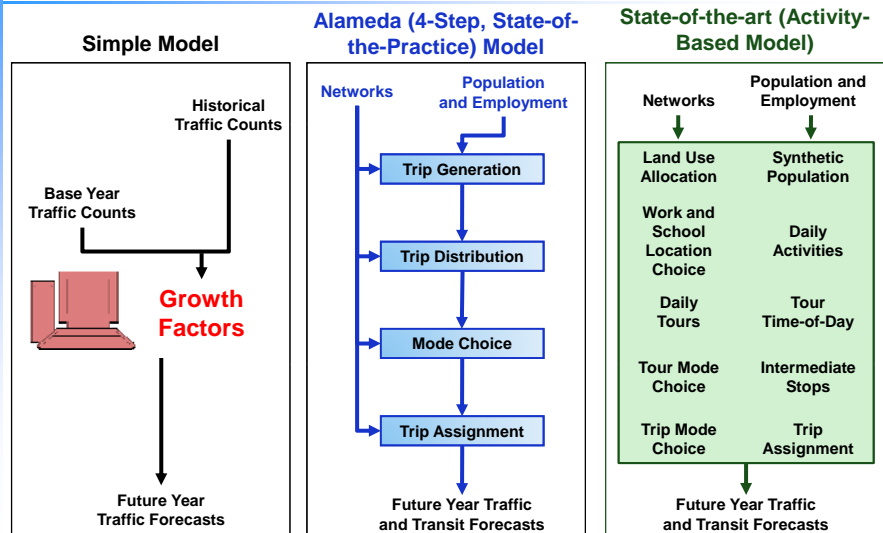 Simple Model
Historical
Traffic Counts
Base Year
Traffic Counts
Growth
Factors
Future Year
Traffic Forecasts
Alameda (4-Step, State-of-
the-Practice) Model
Networks
Population
and Employment
Trip Generation
Trip Distribution
Mode Choice
Trip Assignment
Future Year Traffic
and Transit Forecasts
State-of-the-art (Activity-
Based Model)
Networks
Population and
Employment
Land Use
Allocation
Synthetic
Population
Work and
School
Location
Choice
Daily
Activities
Daily
Tours
Tour
Time-of-Day
Tour Mode
Choice
Intermediate
Stops
Trip Mode
Choice
Trip
Assignment
Future Year Traffic
and Transit Forecasts